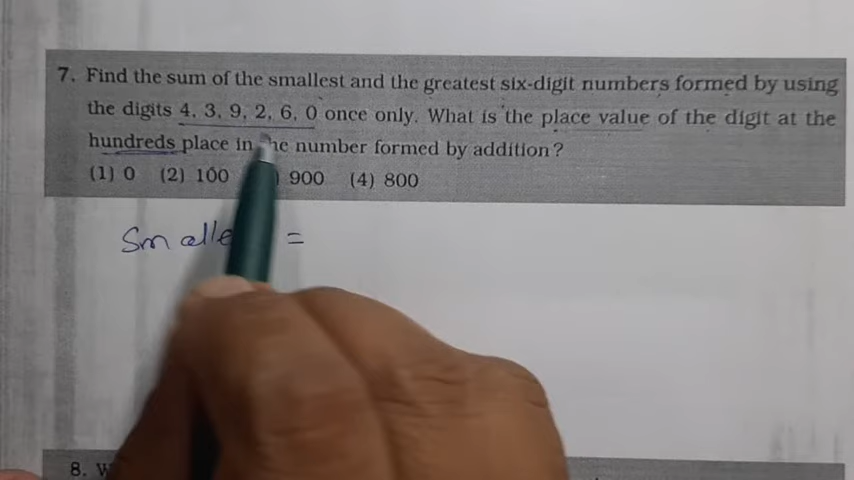 7. Find the sum of the smallest and the greatest six-digit numbers formed by using
the digits 4, 3, 9, 2, 6, 0 once only. What is the place value of the digit at the
hundreds place in the number formed by addition?
(1) 0 (2) 100 ) 900 (4) 800
Smalle =
8. W